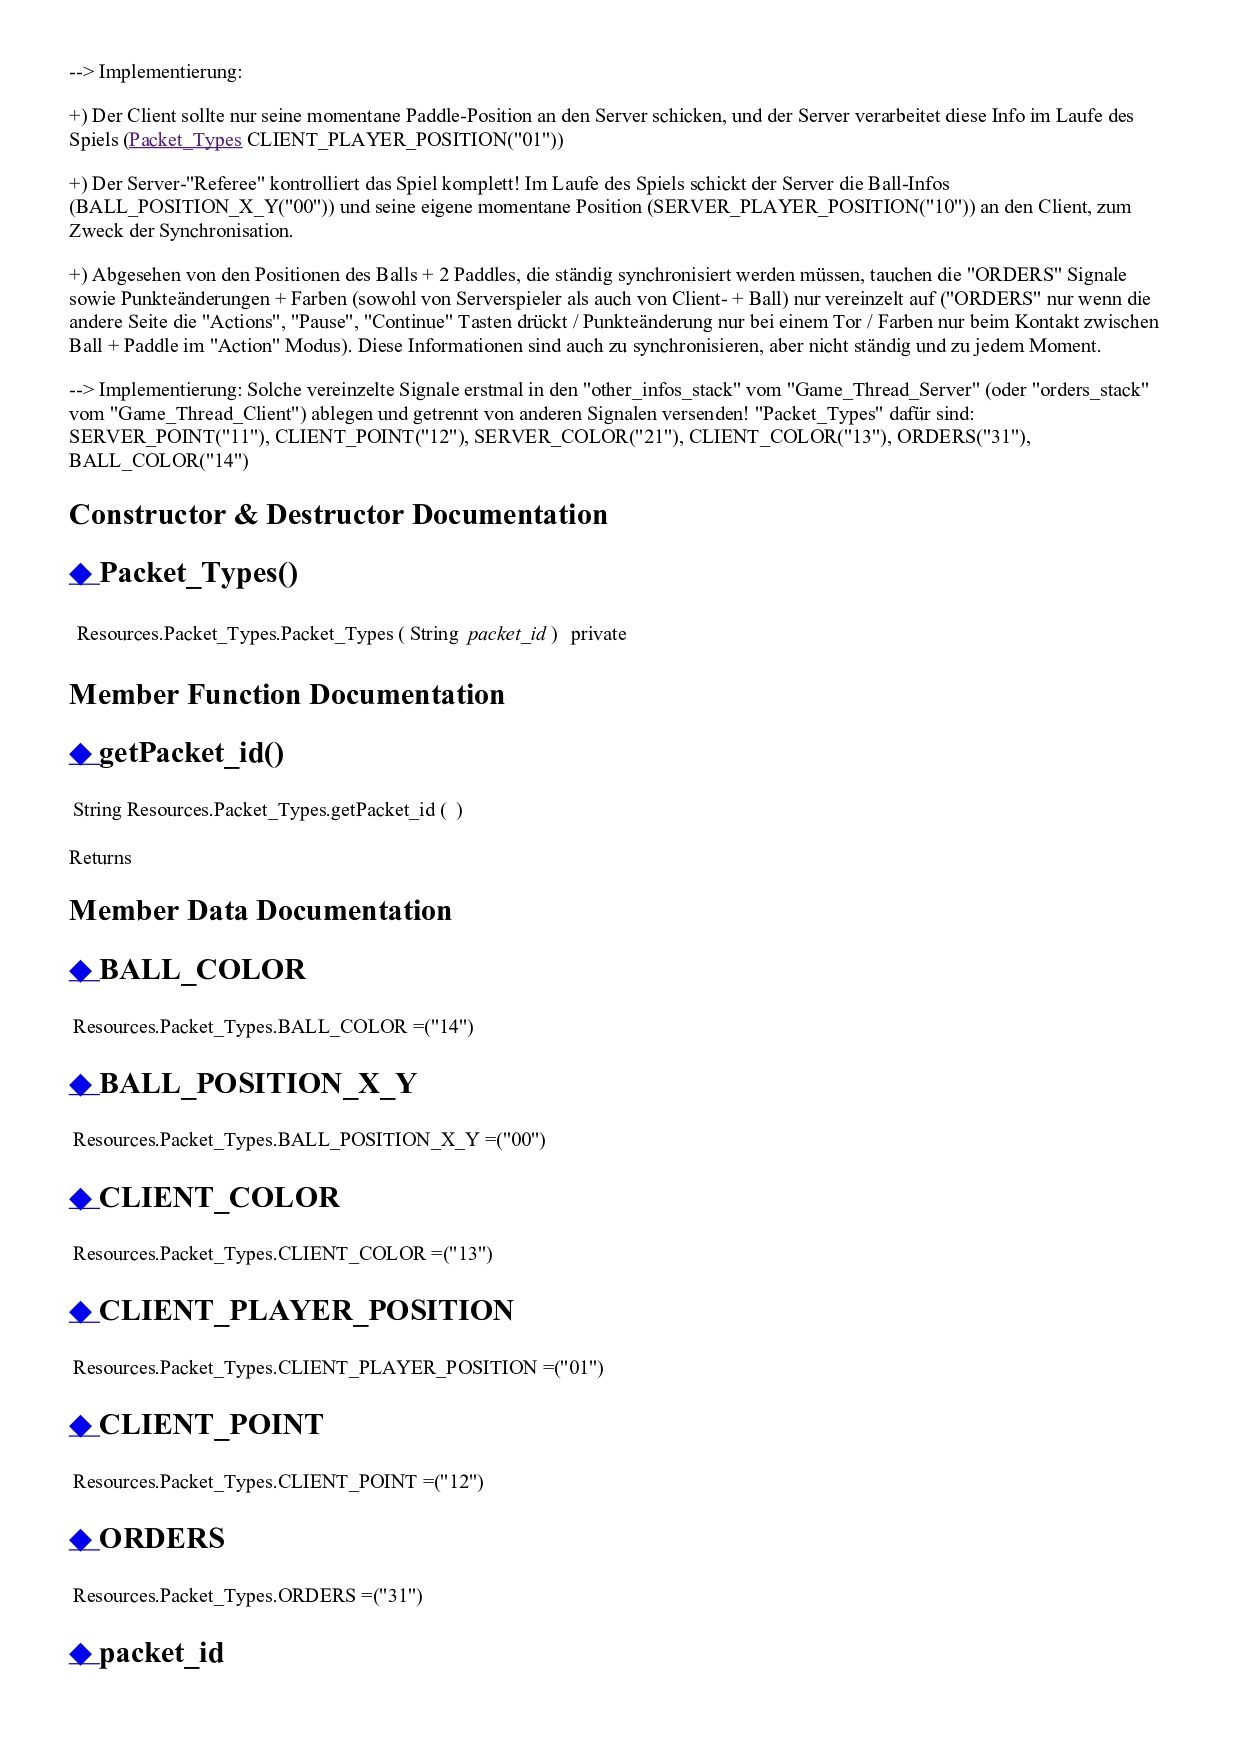 --> Implementierung:
+) Der Client sollte nur seine momentane Paddle-Position an den Server schicken, und der Server verarbeitet diese Info im Laufe des
Spiels (Packet_Types CLIENT_PLAYER_POSITION("01"))
+) Der Server-"Referee" kontrolliert das Spiel komplett! Im Laufe des Spiels schickt der Server die Ball-Infos
(BALL_POSITION_X_Y("00")) und seine eigene momentane Position (SERVER_PLAYER_POSITION("10")) an den Client, zum
Zweck der Synchronisation.
+) Abgesehen von den Positionen des Balls + 2 Paddles, die ständig synchronisiert werden müssen, tauchen die "ORDERS" Signale
sowie Punkteänderungen + Farben (sowohl von Serverspieler als auch von Client- + Ball) nur vereinzelt auf ("ORDERS" nur wenn die
andere Seite die "Actions", "Pause", "Continue" Tasten drückt / Punkteänderung nur bei einem Tor / Farben nur beim Kontakt zwischen
Ball + Paddle im "Action" Modus). Diese Informationen sind auch zu synchronisieren, aber nicht ständig und zu jedem Moment.
--> Implementierung: Solche vereinzelte Signale erstmal in den "other_infos_stack" vom "Game_Thread_Server" (oder "orders_stack"
vom "Game_Thread_Client") ablegen und getrennt von anderen Signalen versenden! "Packet_Types" dafür sind:
SERVER_POINT("11"), CLIENT_POINT("12"), SERVER_COLOR("21"), CLIENT_COLOR("13"), ORDERS("31"),
BALL_COLOR("14")
Constructor & Destructor Documentation
◆ Packet_Types()
Resources.Packet_Types.Packet_Types ( String packet_id ) private
Member Function Documentation
◆ getPacket_id()
String Resources.Packet_Types.getPacket_id ( )
Returns
Member Data Documentation
◆ BALL_COLOR
Resources.Packet_Types.BALL_COLOR =("14")
◆ BALL_POSITION_X_Y
Resources.Packet_Types.BALL_POSITION_X_Y =("00")
◆ CLIENT_COLOR
Resources.Packet_Types.CLIENT_COLOR =("13")
◆ CLIENT_PLAYER_POSITION
Resources.Packet_Types.CLIENT_PLAYER_POSITION =("01")
◆ CLIENT_POINT
Resources.Packet_Types.CLIENT_POINT =("12")
◆ ORDERS
Resources.Packet_Types.ORDERS =("31")
◆ packet_id